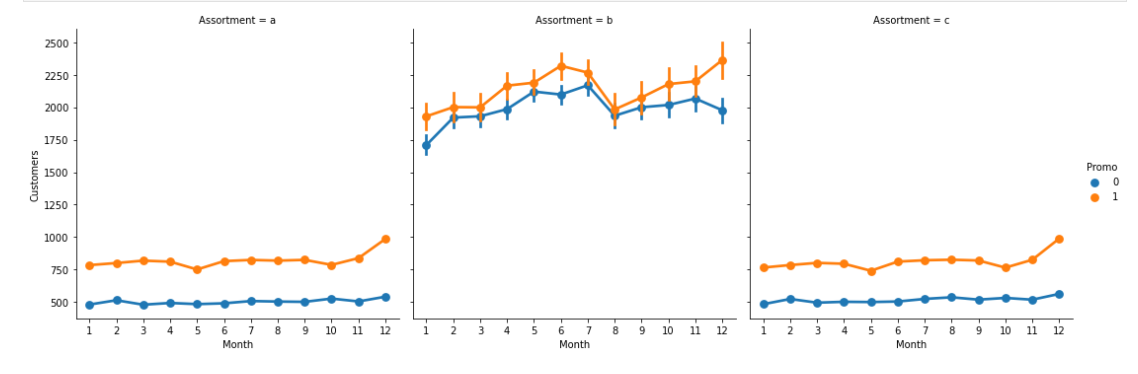 Assortment = a
Assortment = b
Assortment = c
Customers
2500
2250
2000
1750
1500
1250
1000
750
500
1 2 3 4 5 6 7 8 9 10 11 12
1 2 3 4 5 6 7 8 9 10 11 12
1 2 3 4 5 6 7 8 9 10 11 12
Month
Month
Month
Promo
0
1